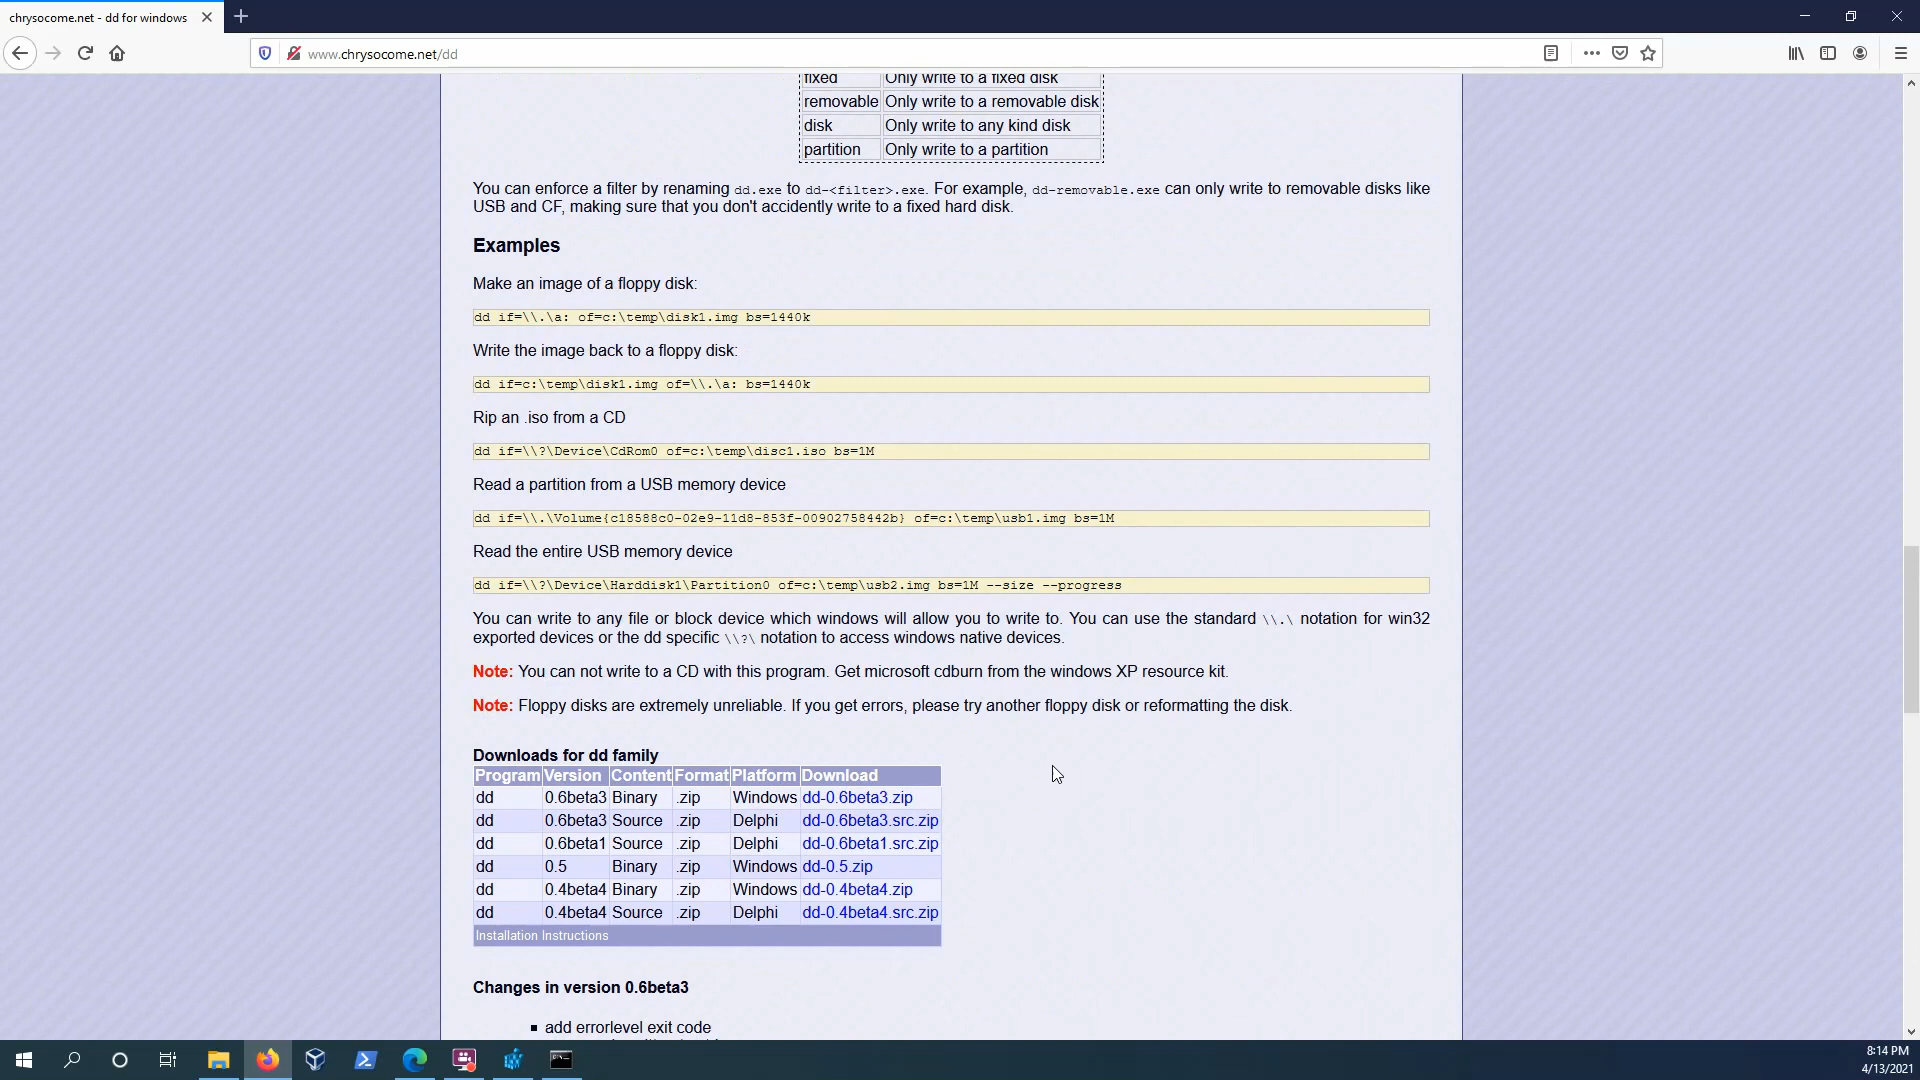 chrysocome.net - dd for windows
www.chrysocome.net/dd
fixed Only write to a fixed disk
removable Only write to a removable disk
disk Only write to any kind disk
partition Only write to a partition
You can enforce a filter by renaming dd.exe to dd-<filter>.exe. For example, dd-removable.exe can only write to removable disks like
USB and CF, making sure that you don't accidently write to a fixed hard disk.
Examples
Make an image of a floppy disk:
dd if=\\.\a: of=c:\temp\disk1.img bs=1440k
Write the image back to a floppy disk:
dd if=c:\temp\disk1.img of=\\.\a: bs=1440k
Rip an .iso from a CD
dd if=\\?\Device\CdRom0 of=c:\temp\disc1.iso bs=1M
Read a partition from a USB memory device
dd if=\\.\Volume{c18588c0-02e9-11d8-853f-00902758442b} of=c:\temp\usb1.img bs=1M
Read the entire USB memory device
dd if=\\?\Device\Harddisk1\Partition0 of=c:\temp\usb2.img bs=1M --size --progress
You can write to any file or block device which windows will allow you to write to. You can use the standard \\.\ notation for win32
exported devices or the dd specific \\?\ notation to access windows native devices.
Note: You can not write to a CD with this program. Get microsoft cdburn from the windows XP resource kit.
Note: Floppy disks are extremely unreliable. If you get errors, please try another floppy disk or reformatting the disk.
Downloads for dd family
Program Version Content Format Platform Download
dd 0.6beta3 Binary .zip Windows dd-0.6beta3.zip
dd 0.6beta3 Source .zip Delphi dd-0.6beta3.src.zip
dd 0.6beta1 Source .zip Delphi dd-0.6beta1.src.zip
dd 0.5 Binary .zip Windows dd-0.5.zip
dd 0.4beta4 Binary .zip Windows dd-0.4beta4.zip
dd 0.4beta4 Source .zip Delphi dd-0.4beta4.src.zip
Installation Instructions
Changes in version 0.6beta3
■ add errorlevel exit code
8:14 PM
4/13/2021